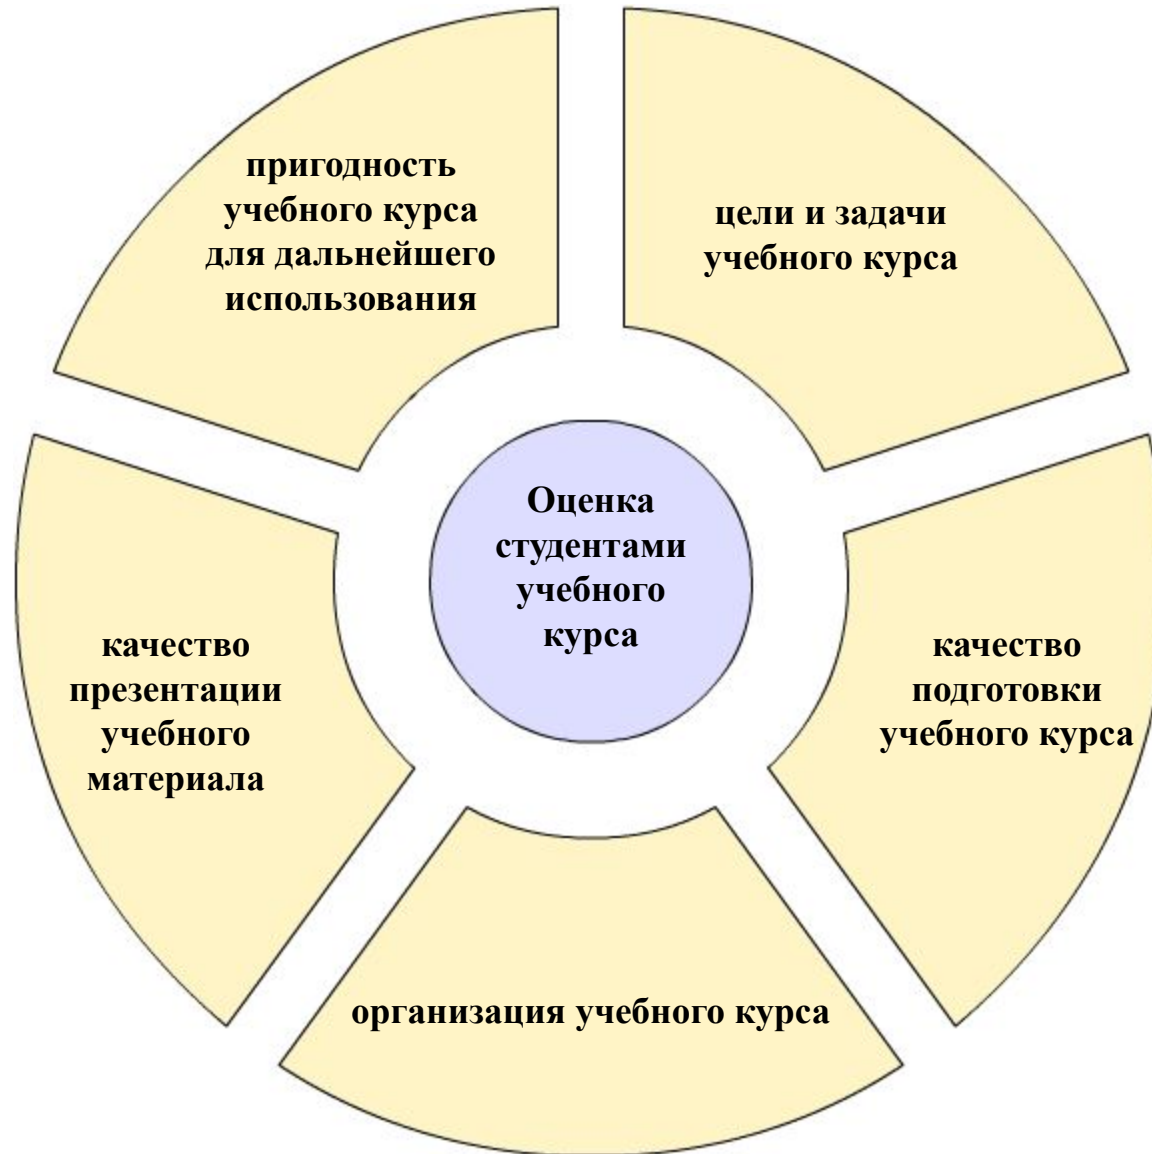 пригодность
учебного курса
для дальнейшего
использования
цели и задачи
учебного курса
Оценка
студентами
учебного
курса
качество
презентации
учебного
материала
качество
подготовки
учебного курса
организация учебного курса